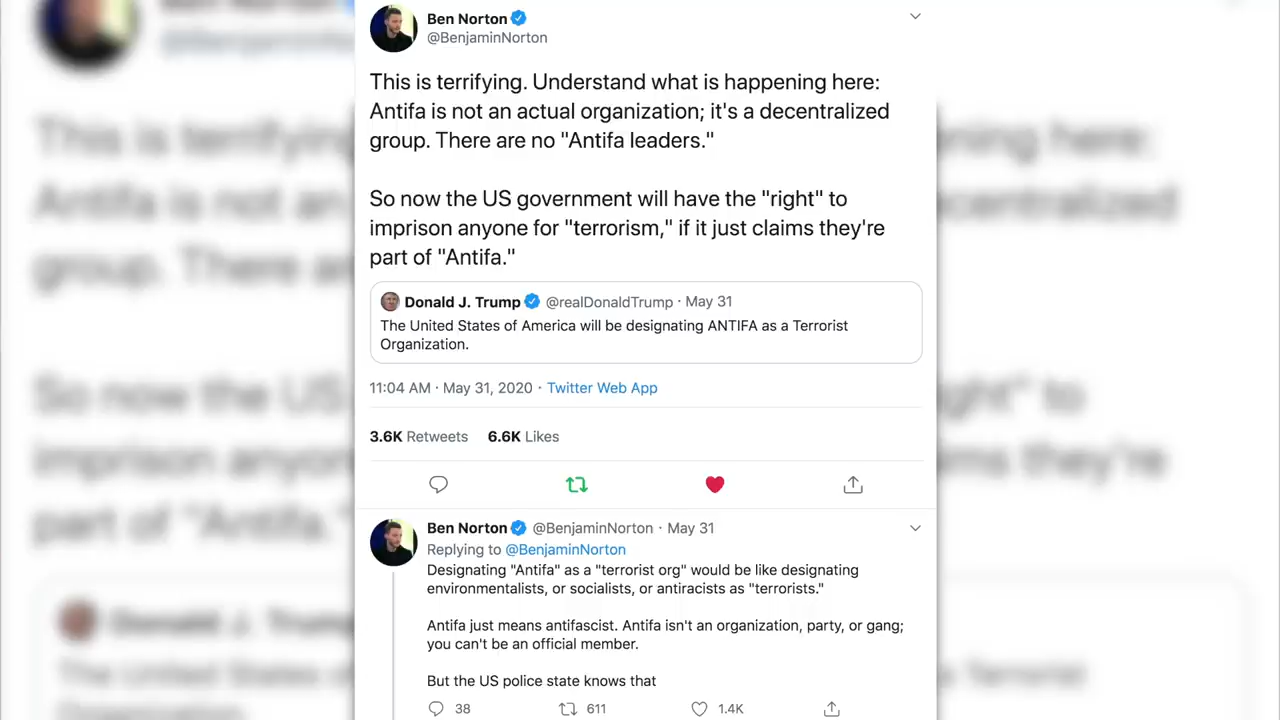 Ben Norton
@BenjaminNorton
This is terrifying. Understand what is happening here:
Antifa is not an actual organization; it's a decentralized
group. There are no "Antifa leaders."
So now the US government will have the "right" to
imprison anyone for "terrorism," if it just claims they're
part of "Antifa."
Donald J. Trump @realDonaldTrump · May 31
The United States of America will be designating ANTIFA as a Terrorist
Organization.
11:04 AM · May 31, 2020 · Twitter Web App
3.6K Retweets 6.6K Likes
Ben Norton @BenjaminNorton · May 31
Replying to @BenjaminNorton
Designating "Antifa" as a "terrorist org" would be like designating
environmentalists, or socialists, or antiracists as "terrorists."
Antifa just means antifascist. Antifa isn't an organization, party, or gang;
you can't be an official member.
But the US police state knows that
38 611 1.4K